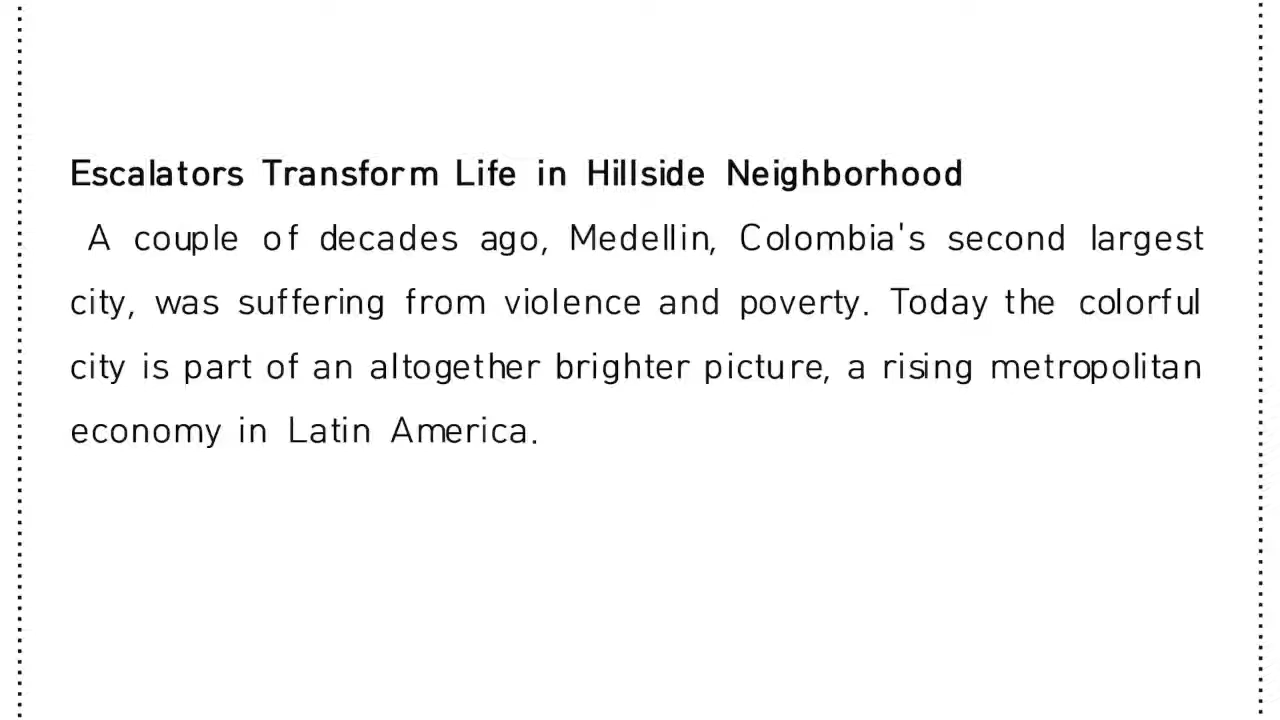 Escalators Transform Life in Hillside Neighborhood
A couple of decades ago, Medellin, Colombia's second largest
city, was suffering from violence and poverty. Today the colorful
city is part of an altogether brighter picture, a rising metropolitan
economy in Latin America.